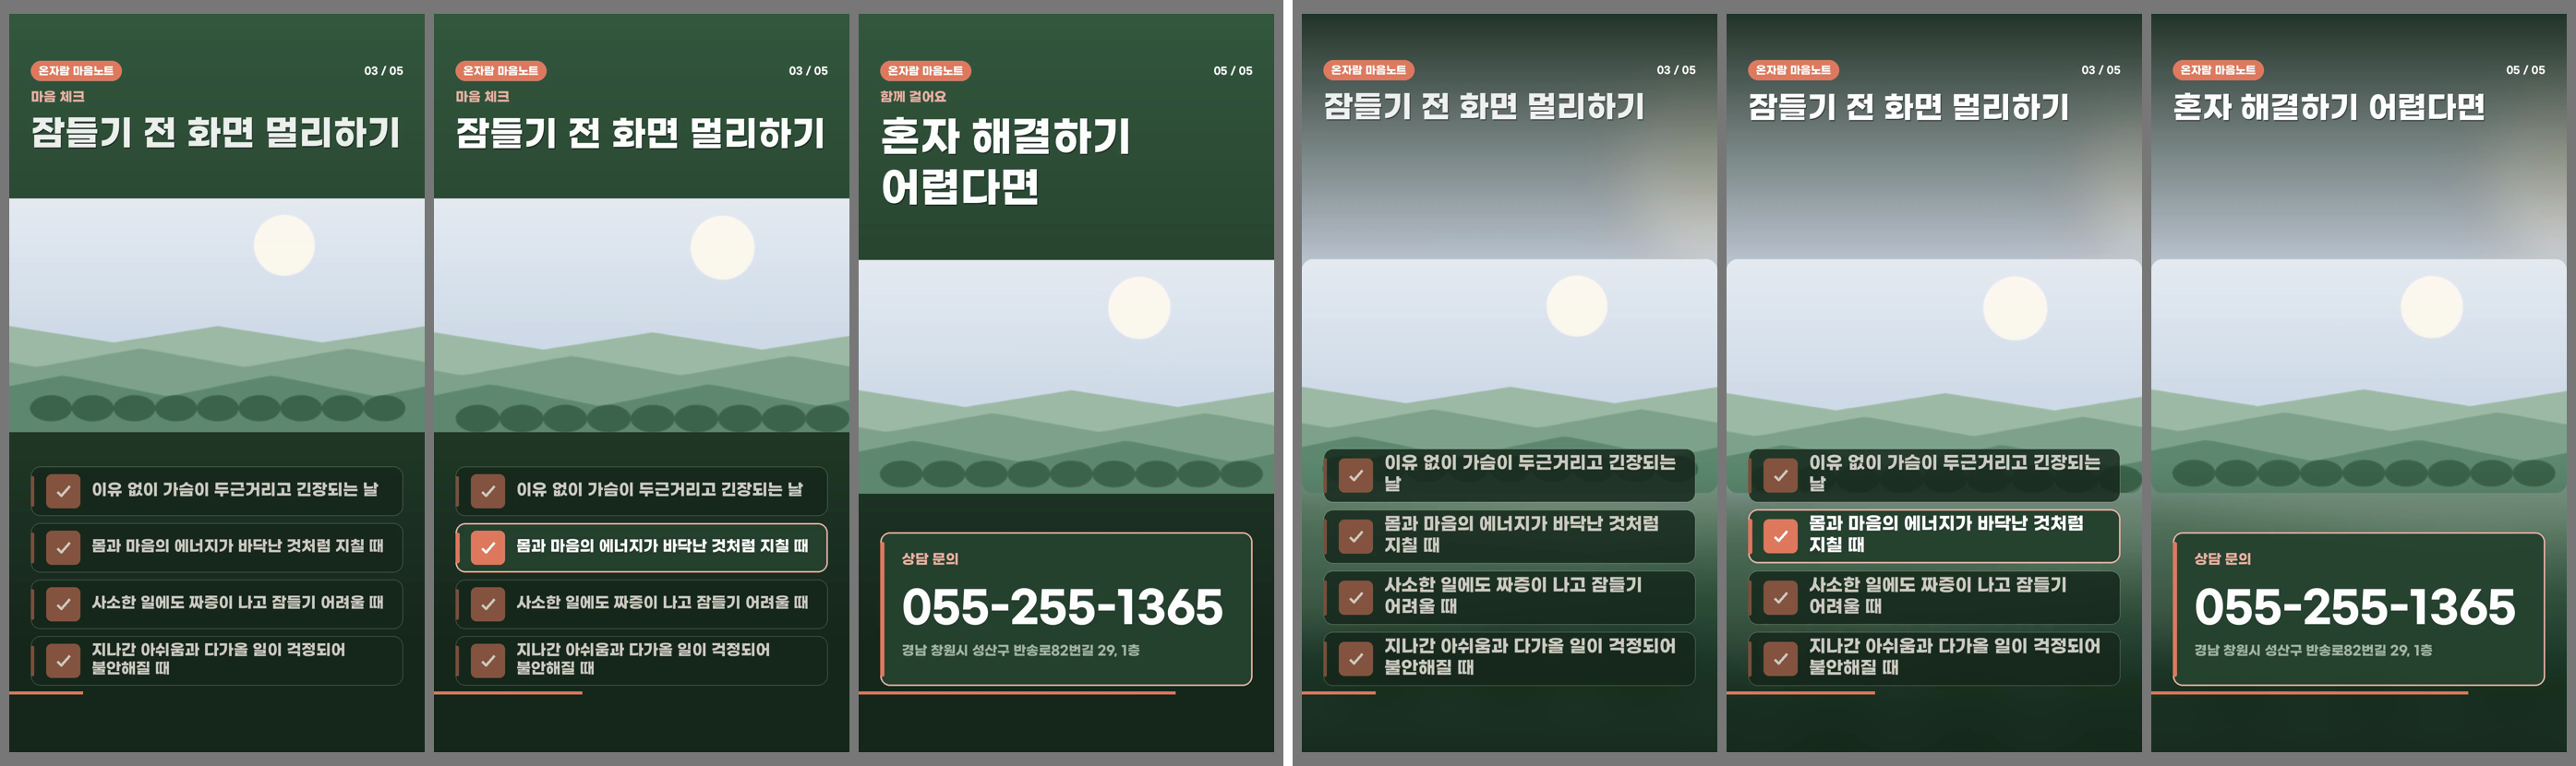 온자람 마음노트
03 / 05
마음 체크
잠들기 전 화면 멀리하기
이유 없이 가슴이 두근거리고 긴장되는 날
몸과 마음의 에너지가 바닥난 것처럼 지칠 때
사소한 일에도 짜증이 나고 잠들기 어려울 때
지나간 아쉬움과 다가올 일이 걱정되어
불안해질 때
온자람 마음노트
03 / 05
마음 체크
잠들기 전 화면 멀리하기
이유 없이 가슴이 두근거리고 긴장되는 날
몸과 마음의 에너지가 바닥난 것처럼 지칠 때
사소한 일에도 짜증이 나고 잠들기 어려울 때
지나간 아쉬움과 다가올 일이 걱정되어
불안해질 때
온자람 마음노트
05 / 05
함께 걸어요
혼자 해결하기
어렵다면
상담 문의
055-255-1365
경남 창원시 성산구 반송로82번길 29, 1층
온자람 마음노트
03 / 05
잠들기 전 화면 멀리하기
이유 없이 가슴이 두근거리고 긴장되는
날
몸과 마음의 에너지가 바닥난 것처럼
지칠 때
사소한 일에도 짜증이 나고 잠들기
어려울 때
지나간 아쉬움과 다가올 일이 걱정되어
불안해질 때
온자람 마음노트
03 / 05
잠들기 전 화면 멀리하기
이유 없이 가슴이 두근거리고 긴장되는
날
몸과 마음의 에너지가 바닥난 것처럼
지칠 때
사소한 일에도 짜증이 나고 잠들기
어려울 때
지나간 아쉬움과 다가올 일이 걱정되어
불안해질 때
온자람 마음노트
05 / 05
혼자 해결하기 어렵다면
상담 문의
055-255-1365
경남 창원시 성산구 반송로82번길 29, 1층